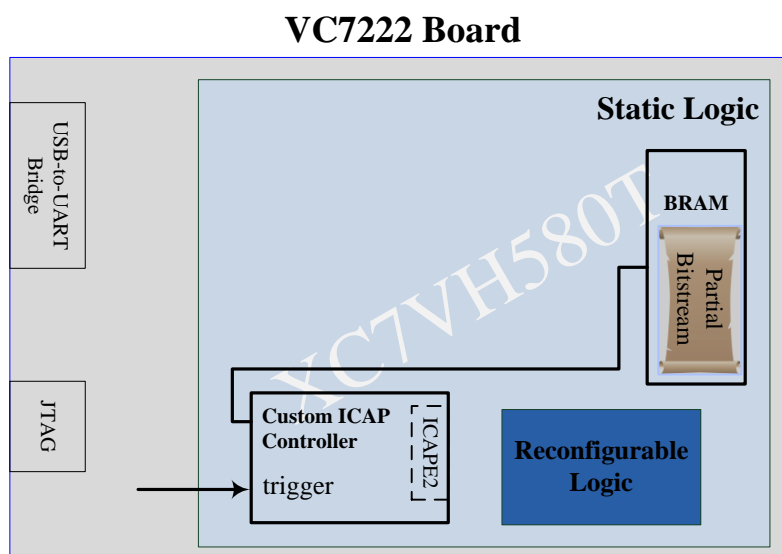 VC7222 Board
USB-to-UART
Bridge
JTAG
Static Logic
XC7VH580T
BRAM
Partial
Bitstream
Custom ICAP
Controller
ICAPE2
trigger
Reconfigurable
Logic